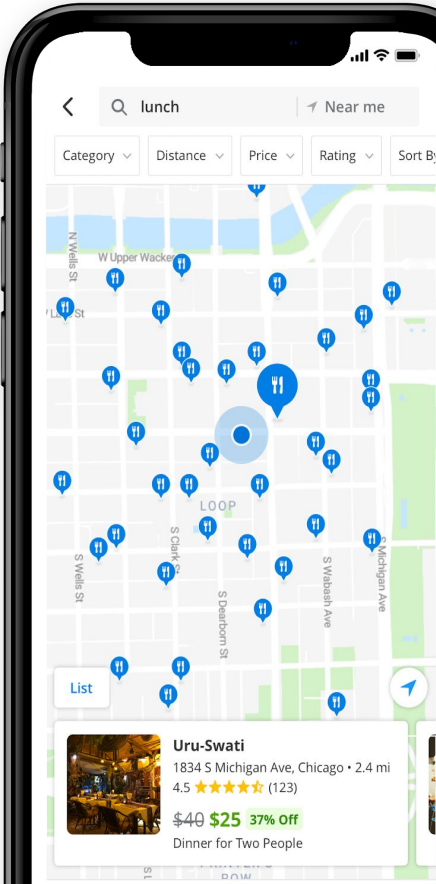 lunch
Near me
Category
Distance
Price
Rating
Sort By
N Wells St
W Upper Wacker
St
LOOP
S Wells St
S Clark St
S Dearborn St
S Wabash Ave
S Michigan Ave
List
Uru-Swati
1834 S Michigan Ave, Chicago • 2.4 mi
4.5 (123)
$40 $25 37% Off
Dinner for Two People
ROW